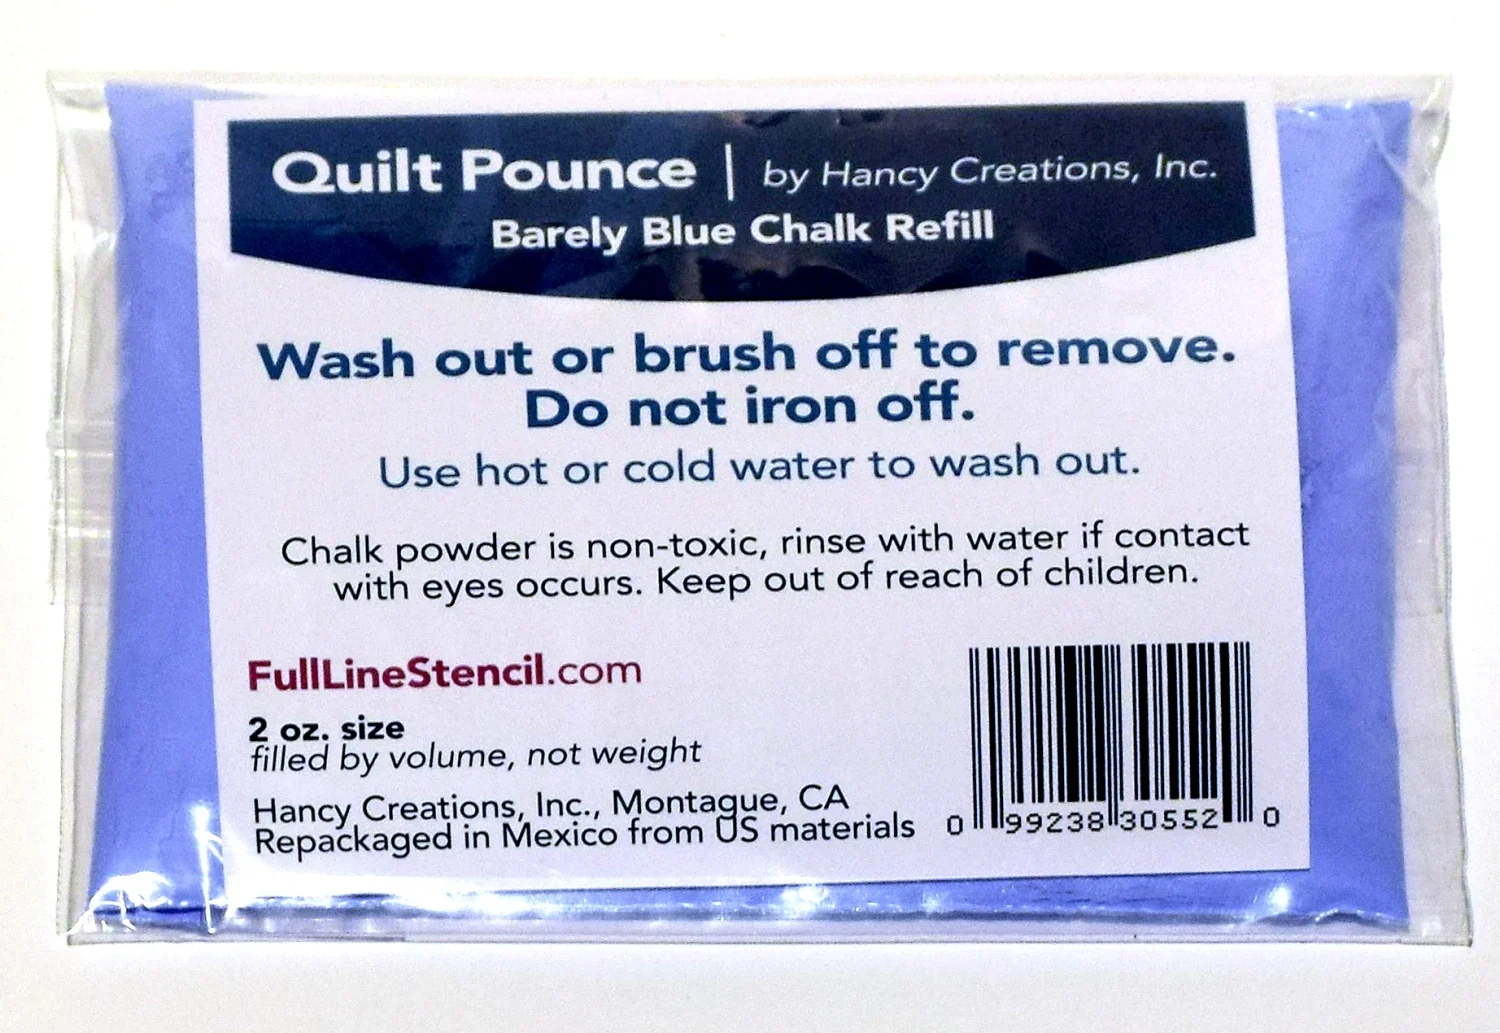 Quilt Pounce | by Hancy Creations, Inc.
Barely Blue Chalk Refill
Wash out or brush off to remove.
Do not iron off.
Use hot or cold water to wash out.
Chalk powder is non-toxic, rinse with water if contact
with eyes occurs. Keep out of reach of children.
FullLineStencil.com
2 oz. size
filled by volume, not weight
Hancy Creations, Inc., Montague, CA
Repackaged in Mexico from US materials
0 99238 30552 0